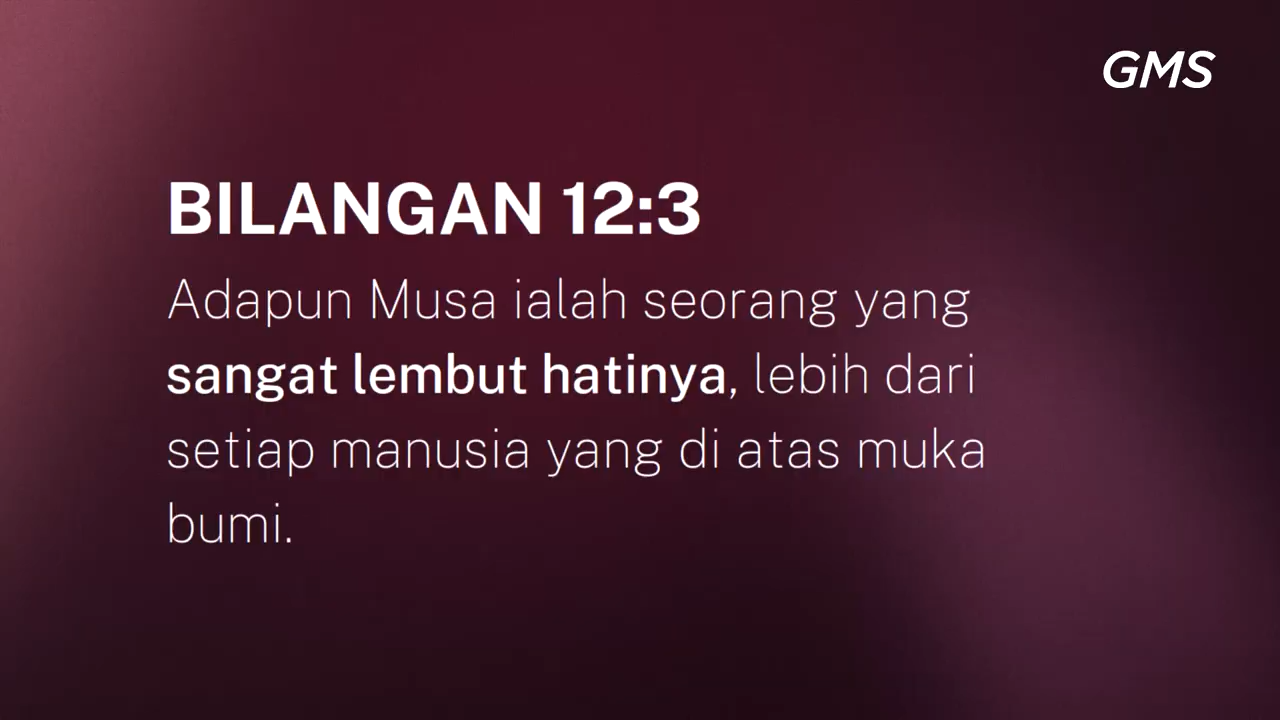 GMS
BILANGAN 12:3
Adapun Musa ialah seorang yang
sangat lembut hatinya, lebih dari
setiap manusia yang di atas muka
bumi.